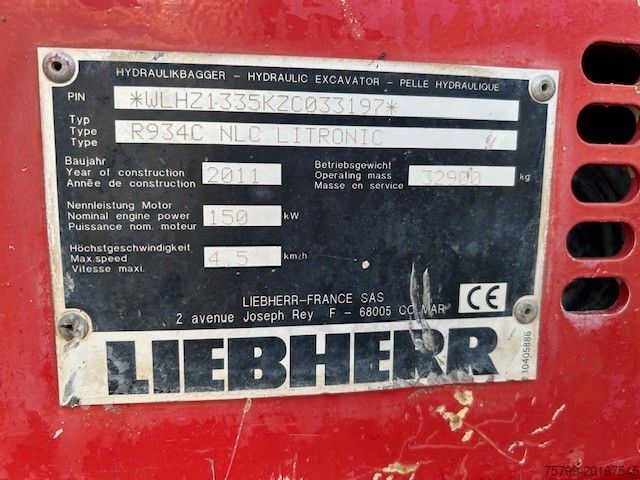 HYDRAULIKBAGGER - HYDRAULIC EXCAVATOR - PELLE HYDRAULIQUE
PIN *WLHZ1335KZC033197*
Typ
Type R934C NLC LITRONIC
Type
Baujahr
Year of construction 2011
Année de construction
Betriebsgewicht
Operating mass 32900 kg
Masse en service
Nennleistung Motor
Nominal engine power 150 kW
Puissance nom. moteur
Höchstgeschwindigkeit
Max.speed 4,5 km/h
Vitesse maxi.
LIEBHERR-FRANCE SAS
2 avenue Joseph Rey F - 68005 COLMAR
CE
LIEBHERR
10405886